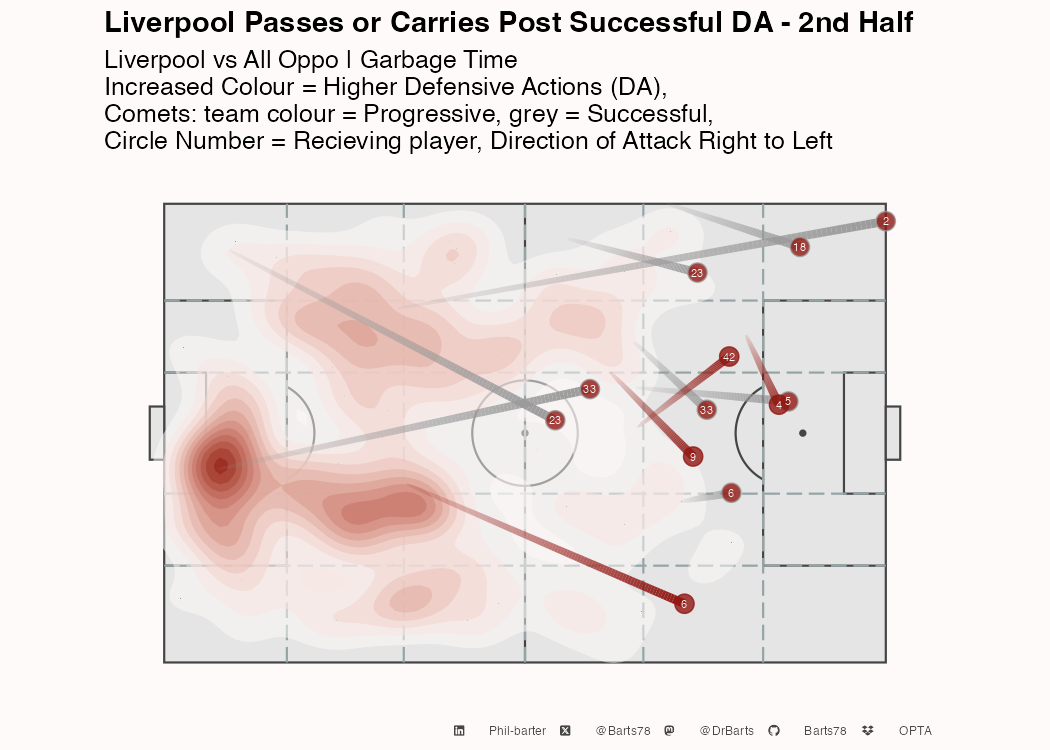 Liverpool Passes or Carries Post Successful DA - 2nd Half
Liverpool vs All Oppo | Garbage Time
Increased Colour = Higher Defensive Actions (DA),
Comets: team colour = Progressive, grey = Successful,
Circle Number = Recieving player, Direction of Attack Right to Left
2
18
23
42
33
4 5
33
23
9
6
6
Phil-barter @Barts78 @DrBarts Barts78 OPTA